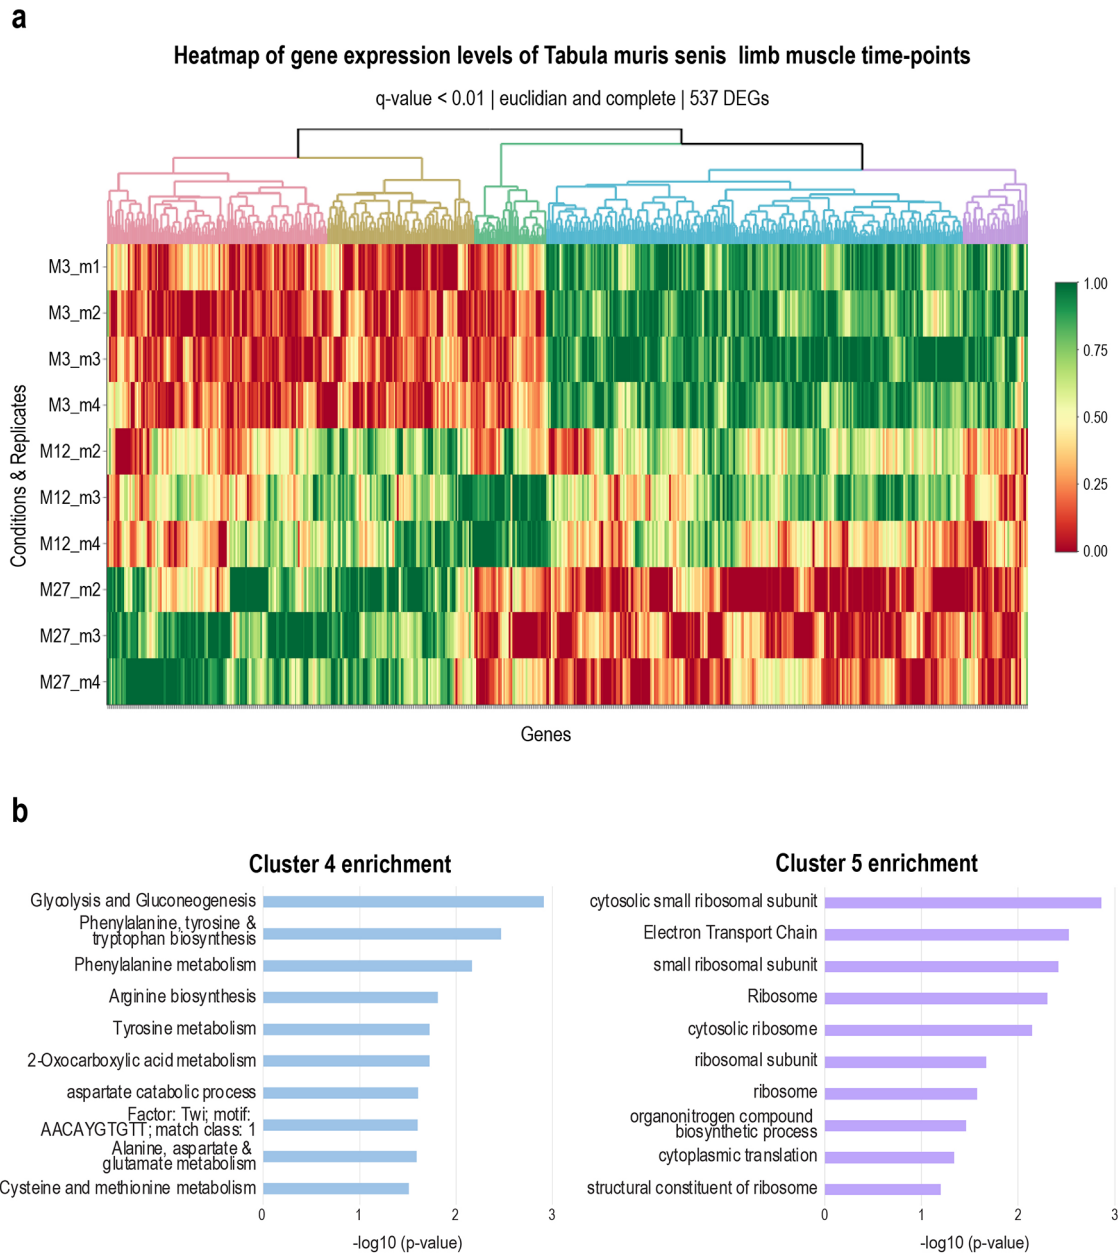 a
Heatmap of gene expression levels of Tabula muris senis limb muscle time-points
q-value < 0.01 | euclidian and complete | 537 DEGs
Conditions & Replicates
M3_m1
M3_m2
M3_m3
M3_m4
M12_m2
M12_m3
M12_m4
M27_m2
M27_m3
M27_m4
Genes
1.00
0.75
0.50
0.25
0.00
b
Cluster 4 enrichment
Glycolysis and Gluconeogenesis
Phenylalanine, tyrosine &
tryptophan biosynthesis
Phenylalanine metabolism
Arginine biosynthesis
Tyrosine metabolism
2-Oxocarboxylic acid metabolism
aspartate catabolic process
Factor: Twi; motif:
AACAYGTGTT; match class: 1
Alanine, aspartate &
glutamate metabolism
Cysteine and methionine metabolism
0 1 2 3
-log10 (p-value)
Cluster 5 enrichment
cytosolic small ribosomal subunit
Electron Transport Chain
small ribosomal subunit
Ribosome
cytosolic ribosome
ribosomal subunit
ribosome
organonitrogen compound
biosynthetic process
cytoplasmic translation
structural constituent of ribosome
0 1 2 3
-log10 (p-value)